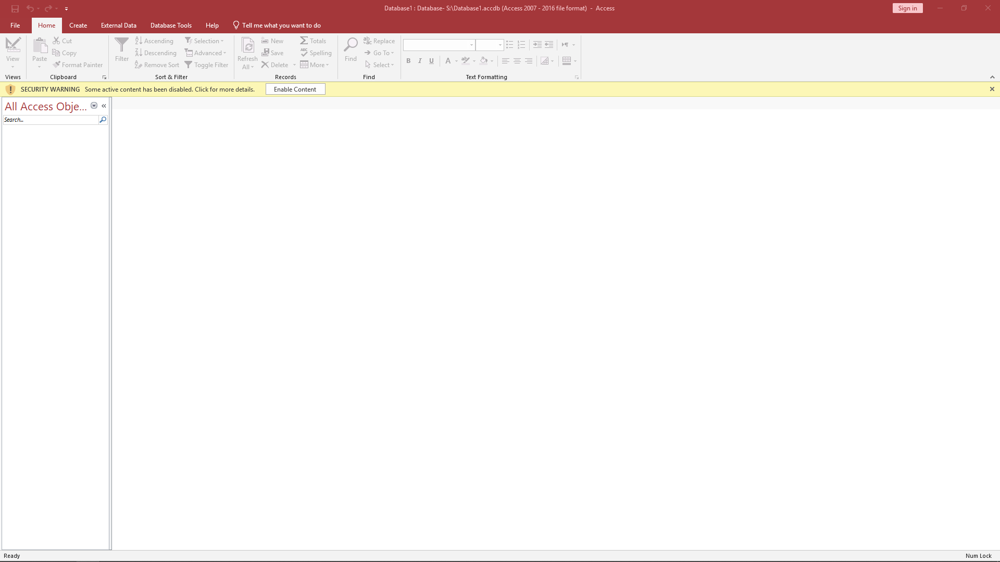 Database1 : Database- S:\Database1.accdb (Access 2007 - 2016 file format) - Access
Sign in
File Home Create External Data Database Tools Help Tell me what you want to do
View
Views
Paste
Cut
Copy
Format Painter
Clipboard
Filter
Ascending
Descending
Remove Sort
Selection
Advanced
Toggle Filter
Sort & Filter
Refresh
All
New
Save
Delete
Totals
Spelling
More
Records
Find
Replace
Go To
Select
Find
B I U A
Text Formatting
SECURITY WARNING Some active content has been disabled. Click for more details. Enable Content
All Access Obje...
Search...
Ready
Num Lock